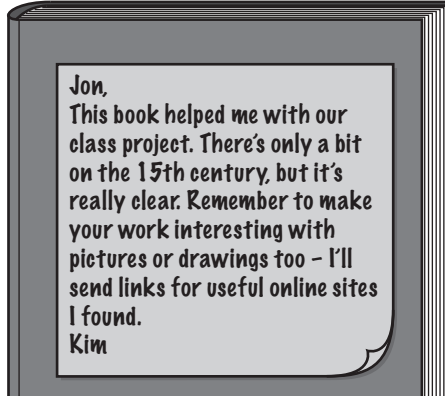 Jon,
This book helped me with our
class project. There's only a bit
on the 15th century, but it's
really clear. Remember to make
your work interesting with
pictures or drawings too – I'll
send links for useful online sites
I found.
Kim